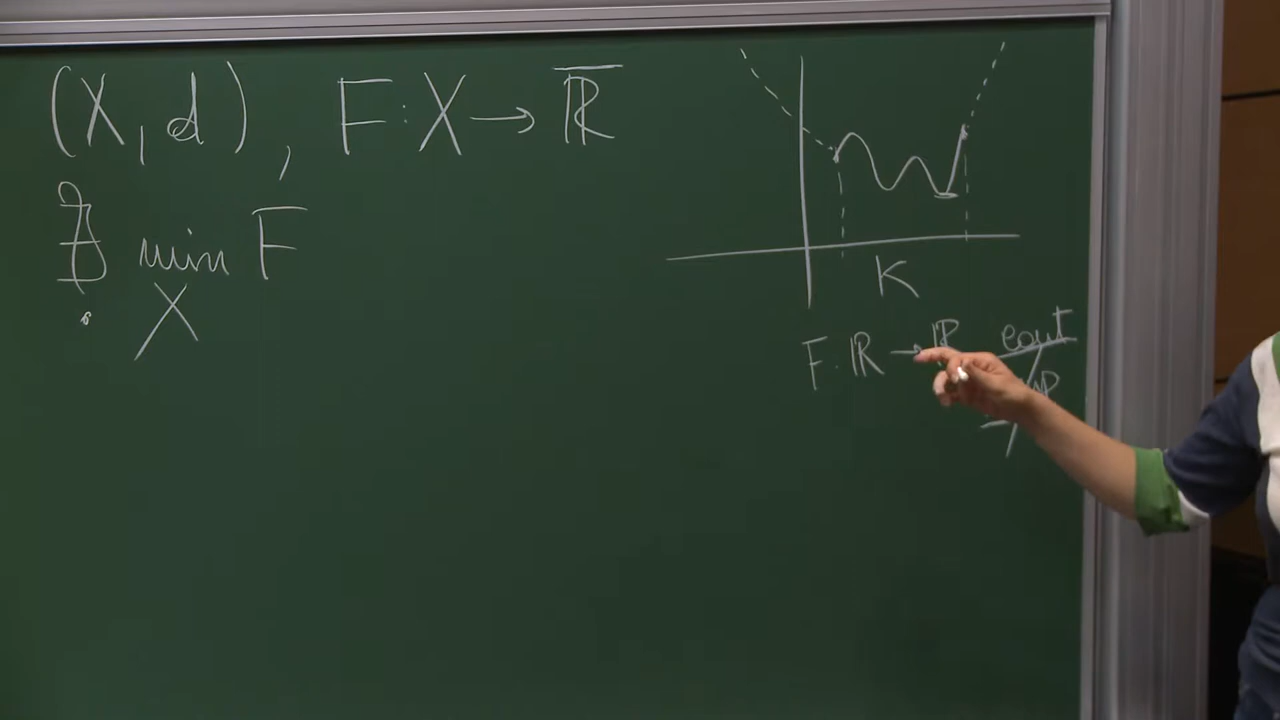 (X, d), F: X → ℝ̅
∃ min F
X
K
F: ℝ → ℝ cont